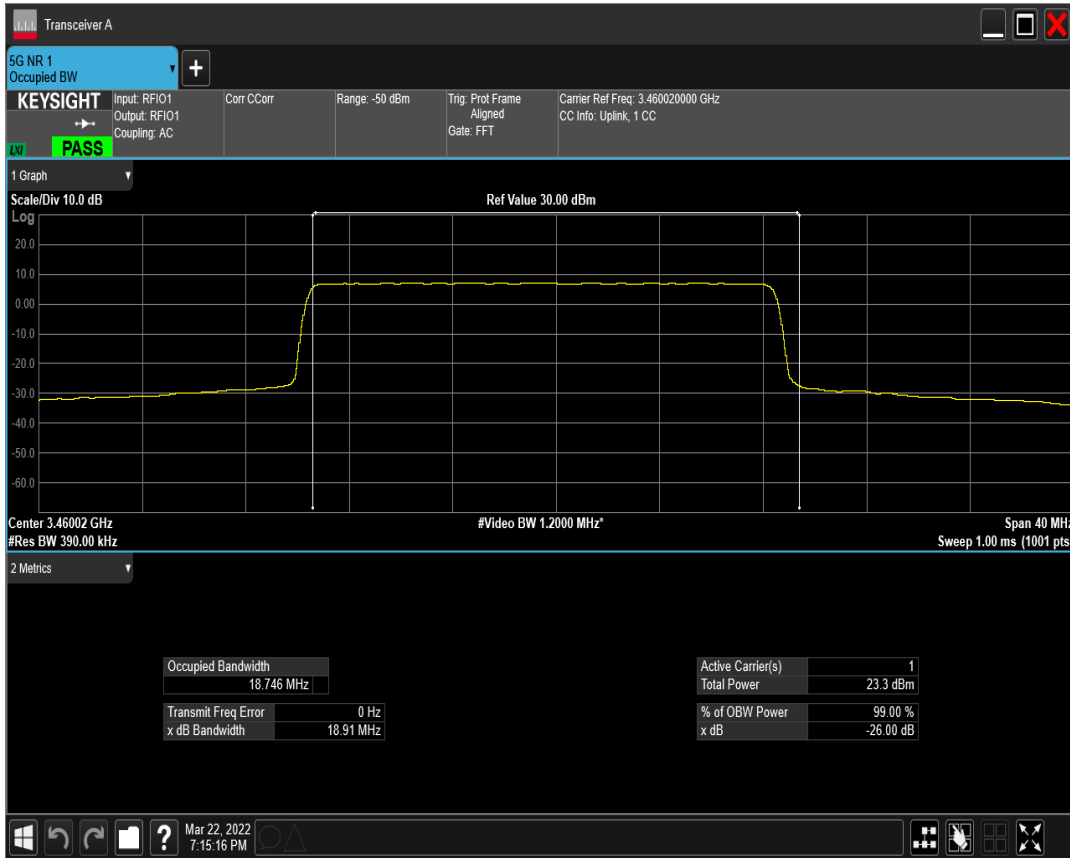 Transceiver A
5G NR 1
Occupied BW
+
KEYSIGHT
Input: RFIO1
Output: RFIO1
Coupling: AC
LXI
PASS
Corr CCorr
Range: -50 dBm
Trig: Prot Frame
Aligned
Gate: FFT
Carrier Ref Freq: 3.460020000 GHz
CC Info: Uplink, 1 CC
1 Graph
Scale/Div 10.0 dB
Ref Value 30.00 dBm
Log
20.0
10.0
0.00
-10.0
-20.0
-30.0
-40.0
-50.0
-60.0
Center 3.46002 GHz
#Video BW 1.2000 MHz*
Span 40 MHz
#Res BW 390.00 kHz
Sweep 1.00 ms (1001 pts
2 Metrics
Occupied Bandwidth
18.746 MHz
Transmit Freq Error 0 Hz
x dB Bandwidth 18.91 MHz
Active Carrier(s) 1
Total Power 23.3 dBm
% of OBW Power 99.00 %
x dB -26.00 dB
?
Mar 22, 2022
7:15:16 PM